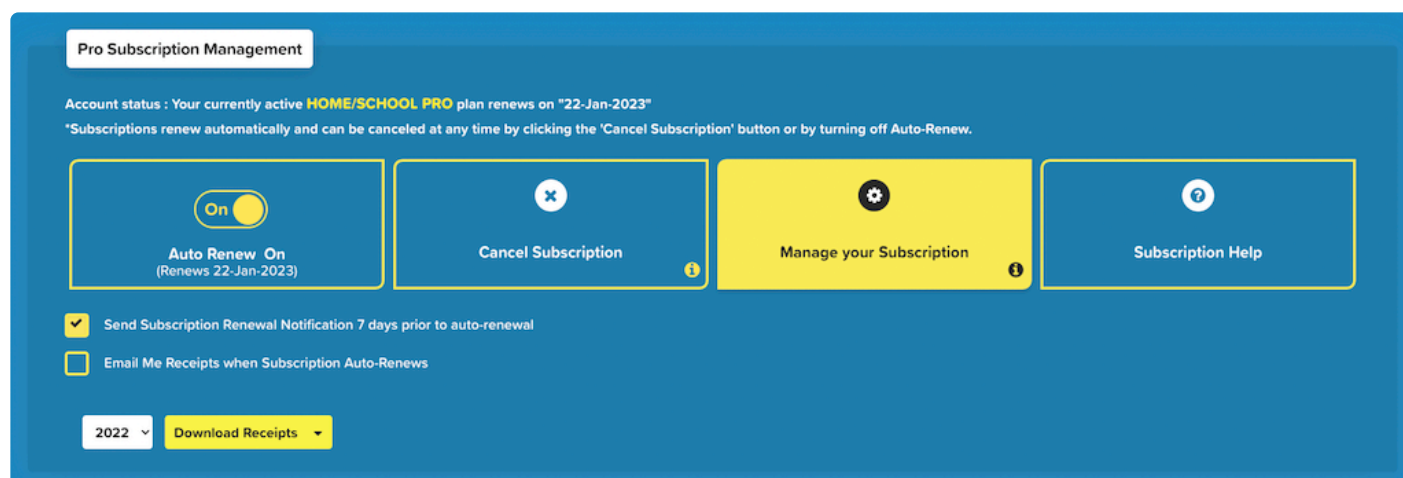 Pro Subscription Management
Account status : Your currently active HOME/SCHOOL PRO plan renews on "22-Jan-2023"
*Subscriptions renew automatically and can be canceled at any time by clicking the 'Cancel Subscription' button or by turning off Auto-Renew.
On
Auto Renew On
(Renews 22-Jan-2023)
Cancel Subscription
Manage your Subscription
Subscription Help
Send Subscription Renewal Notification 7 days prior to auto-renewal
Email Me Receipts when Subscription Auto-Renews
2022
Download Receipts